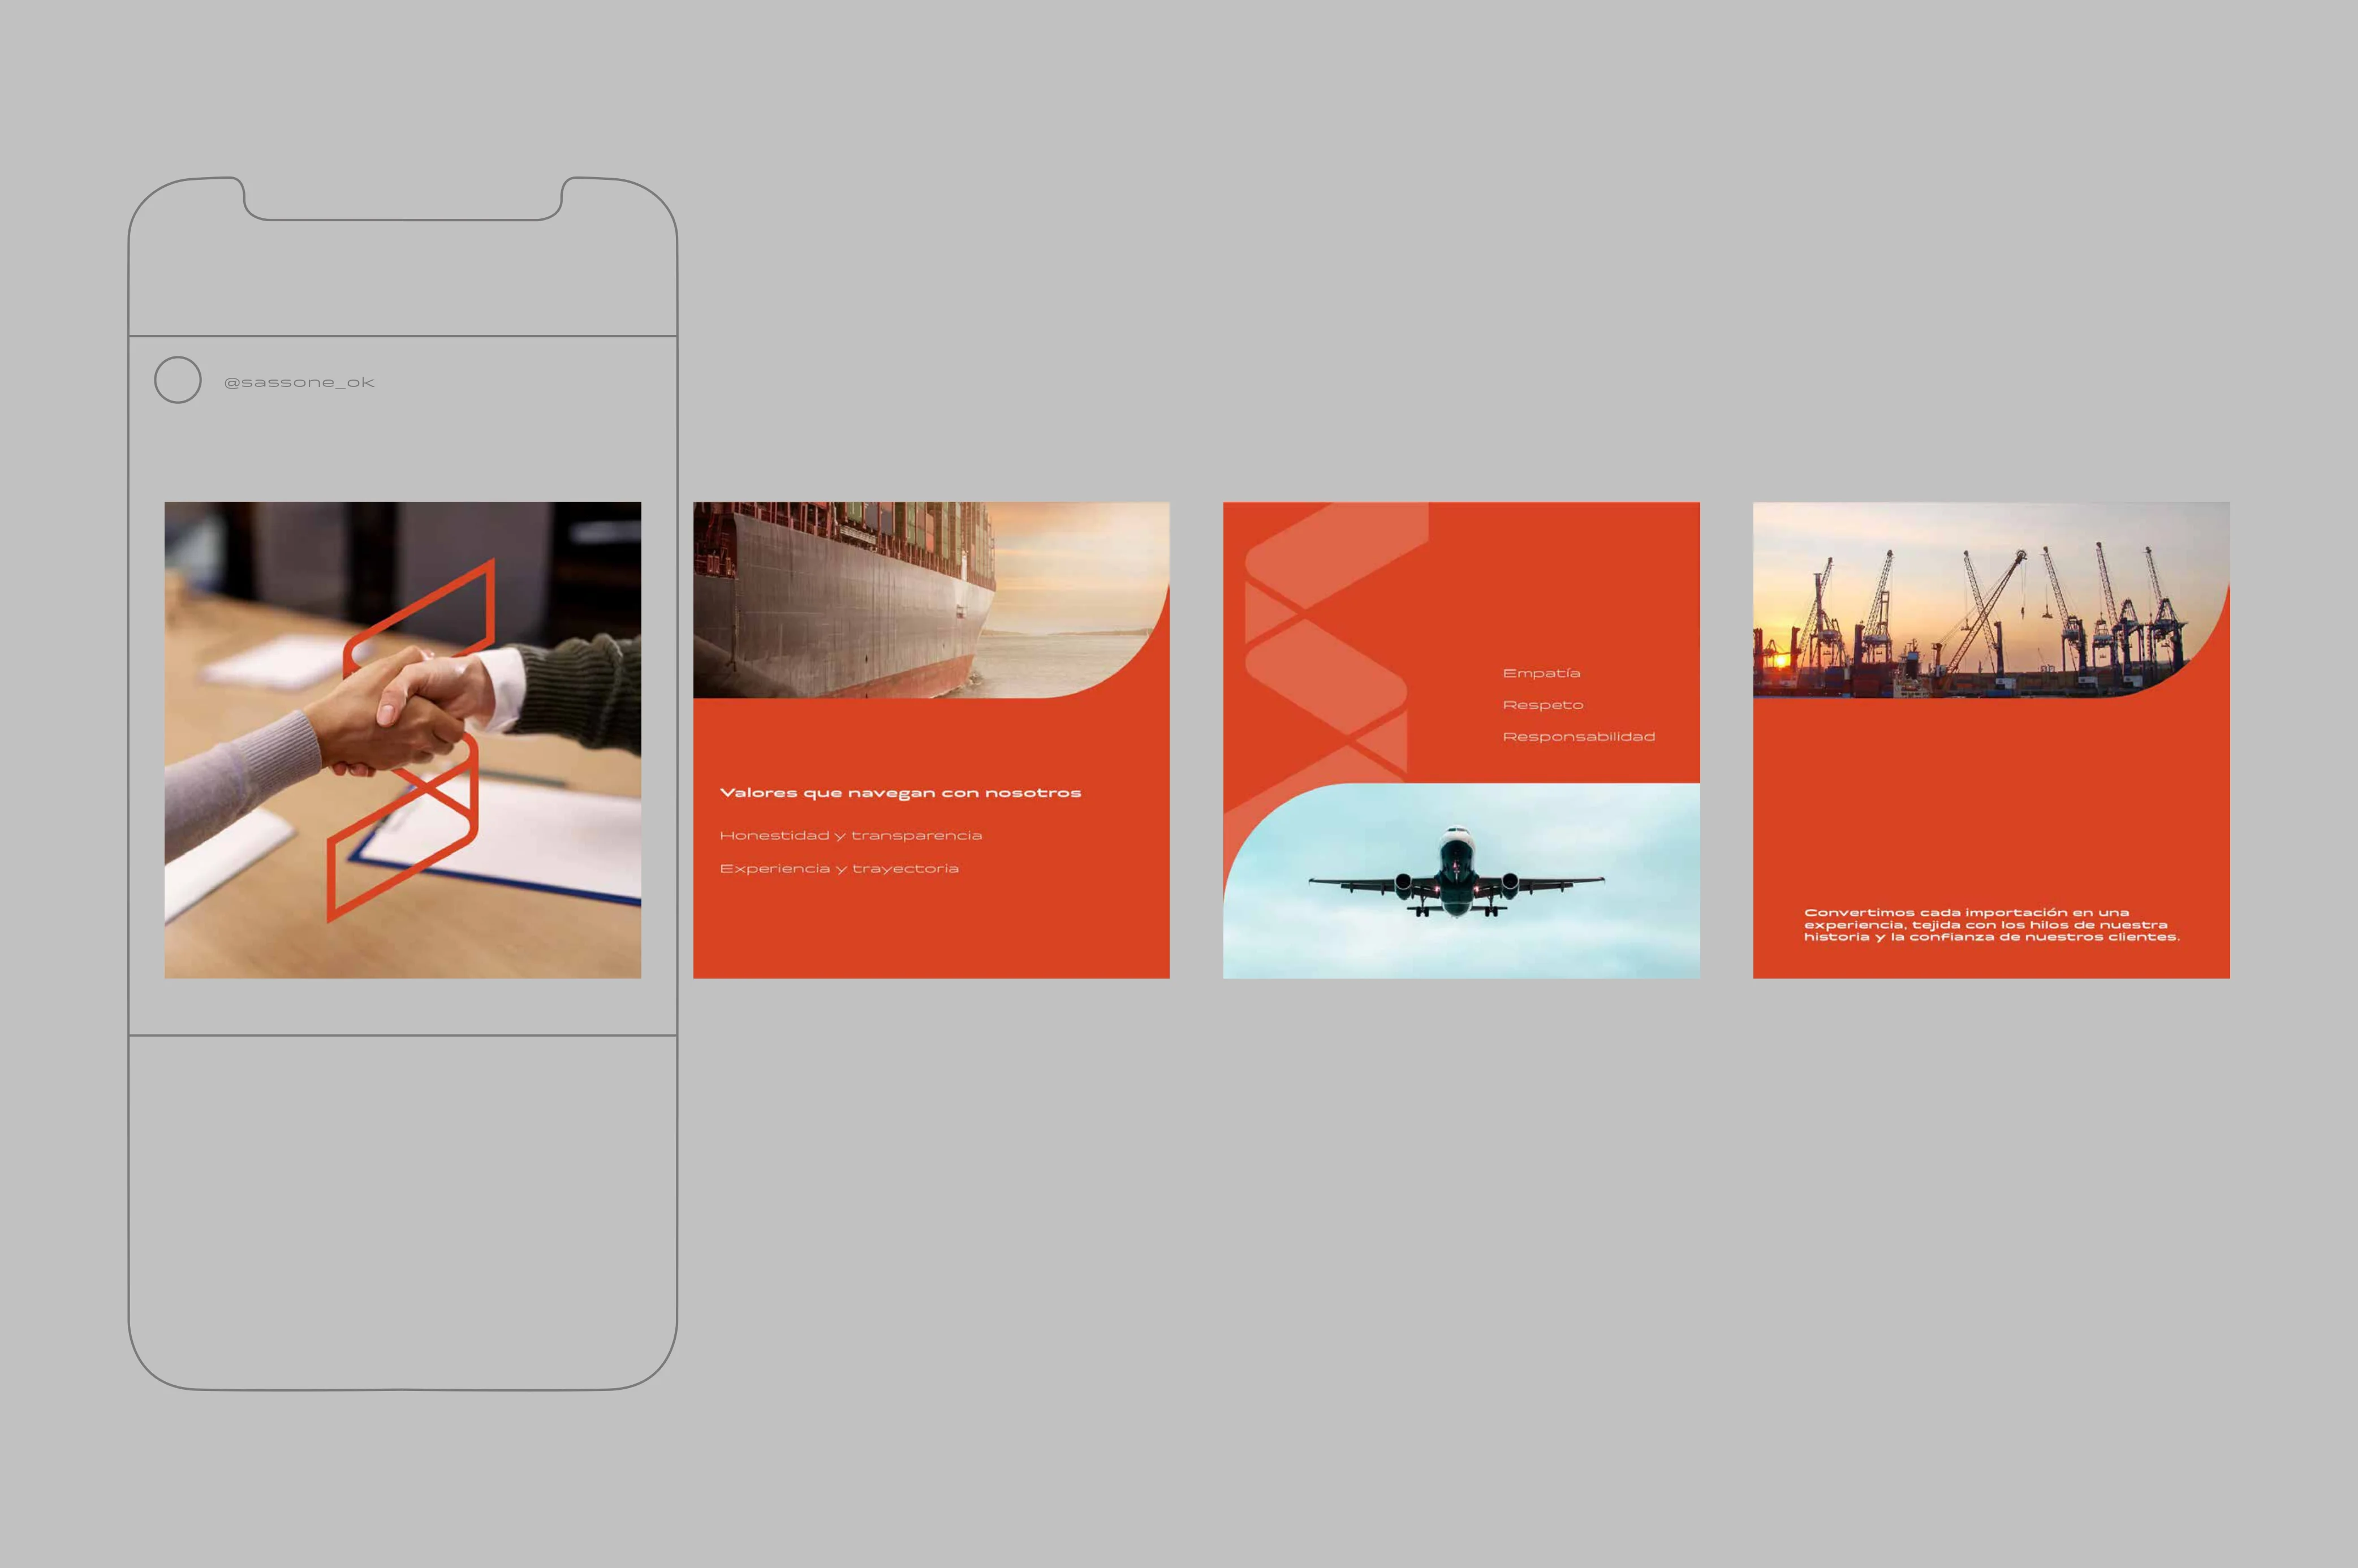 @sassone_ok
Valores que navegan con nosotros
Honestidad y transparencia
Experiencia y trayectoria
Empatía
Respeto
Responsabilidad
Convertimos cada importación en una
experiencia, tejida con los hilos de nuestra
historia y la confianza de nuestros clientes.